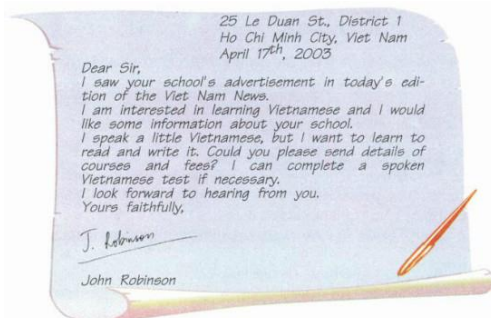 25 Le Duan St., District 1
Ho Chi Minh City, Viet Nam
April 17th, 2003
Dear Sir,
I saw your school's advertisement in today's edi-
tion of the Viet Nam News.
I am interested in learning Vietnamese and I would
like some information about your school.
I speak a little Vietnamese, but I want to learn to
read and write it. Could you please send details of
courses and fees? I can complete a spoken
Vietnamese test if necessary.
I look forward to hearing from you.
Yours faithfully,
J. Robinson
John Robinson